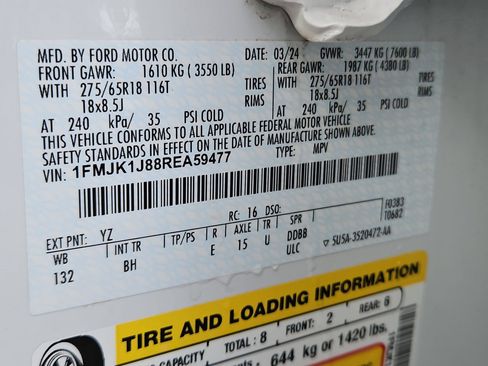 MFD. BY FORD MOTOR CO.
DATE: 03/24 GVWR: 3447 KG ( 7600 LB)
FRONT GAWR: 1610 KG ( 3550 LB) REAR GAWR: 1987 KG ( 4380 LB)
WITH 275/65R18 116T TIRES WITH 275/65R18 116T
18x8.5J RIMS 18x8.5J TIRES RIMS
AT 240 kPa/ 35 PSI COLD AT 240 kPa/ 35 PSI COLD
THIS VEHICLE CONFORMS TO ALL APPLICABLE FEDERAL MOTOR VEHICLE
SAFETY STANDARDS IN EFFECT ON THE DATE OF MANUFACTURE SHOWN ABOVE.
VIN: 1FMJK1J88REA59477 TYPE: MPV
F0383
T0682
EXT PNT: YZ RC: 16 DSO:
WB INT TR TP/PS R AXLE TR SPR
132 BH E 15 U DDBB
ULC 5U5A-3520472-AA
TIRE AND LOADING INFORMATION
CAPACITY TOTAL: 8 FRONT: 2 REAR: 6
644 kg or 1420 lbs.